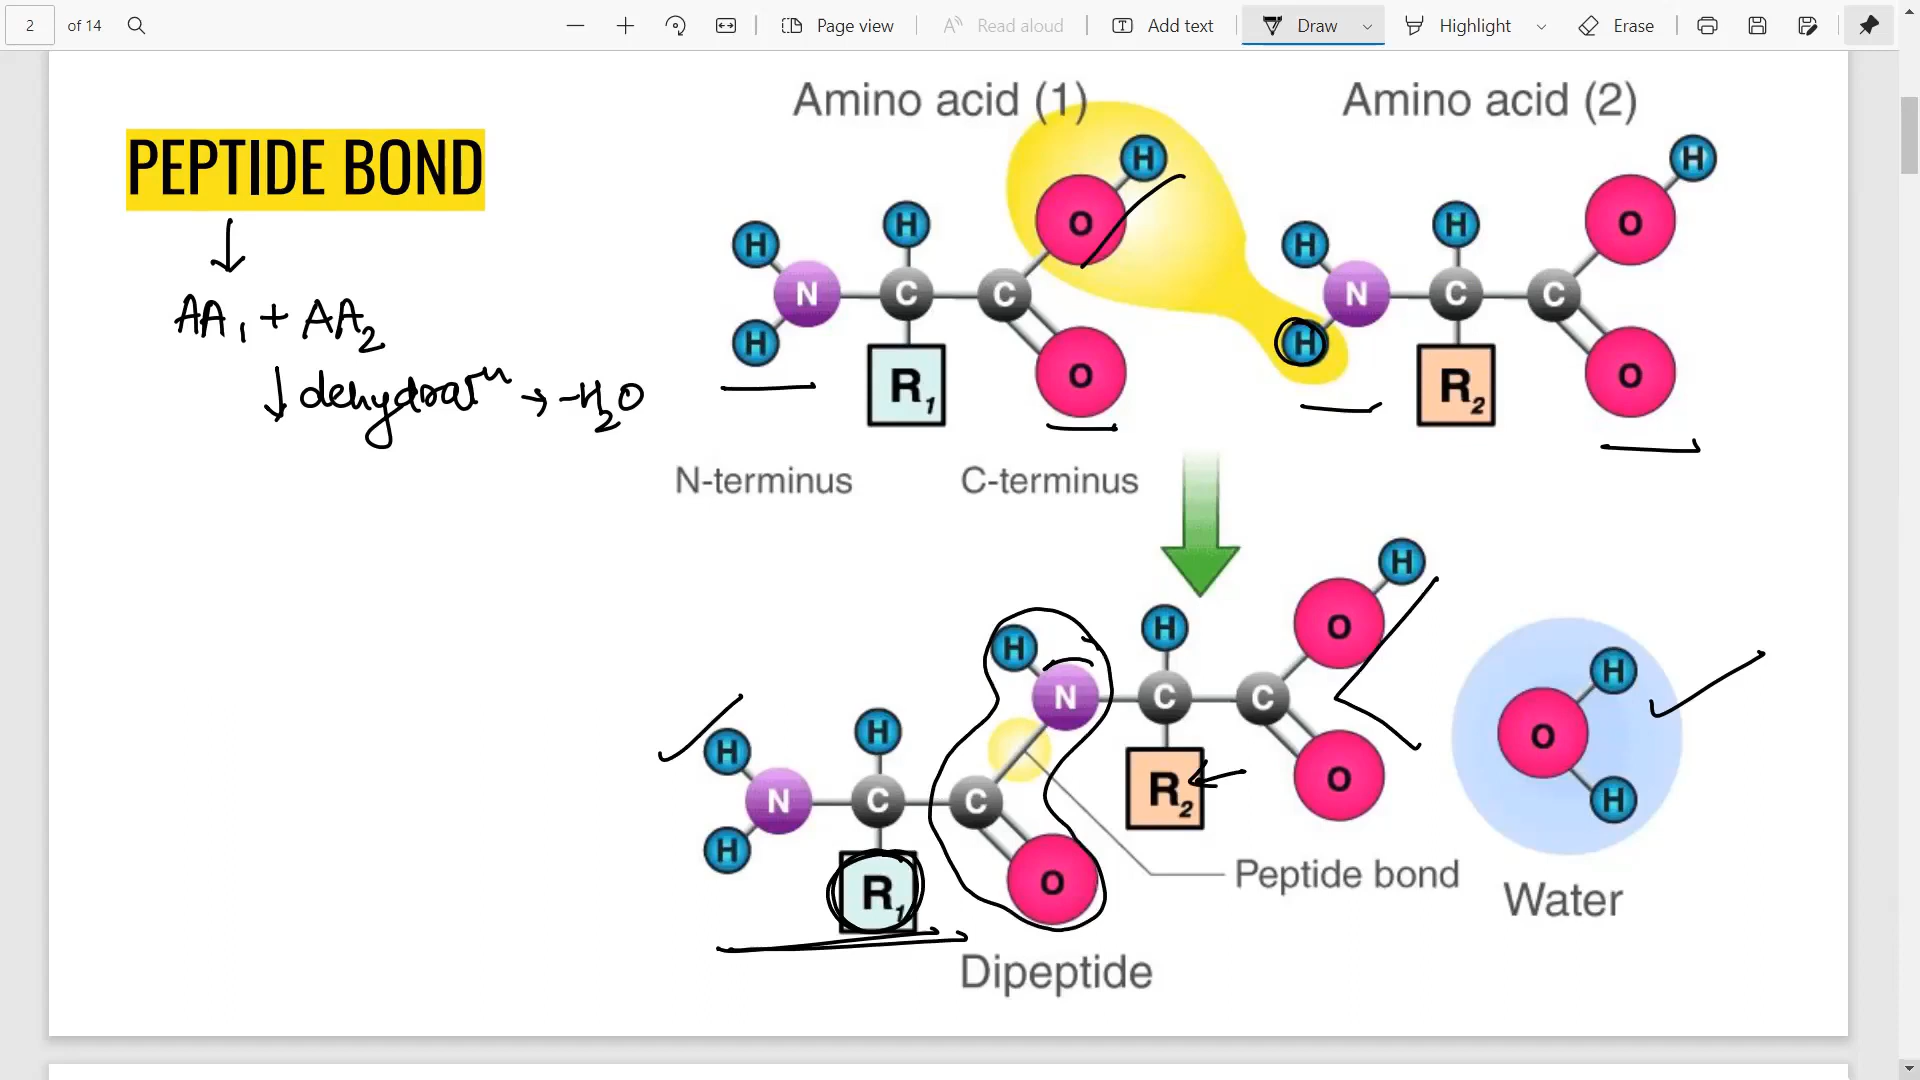 2 of 14 Page view Read aloud Add text Draw Highlight Erase
Amino acid (1) Amino acid (2)
PEPTIDE BOND
H H
O O
H H H H
N C C N C C
H H
O O
R1 R2
AA1 + AA2
↓ dehydratn → -H2O
N-terminus C-terminus
H
O
H H
N C C
H H H
O
N C C
O
H H
R2
O
R1
Peptide bond
Water
Dipeptide